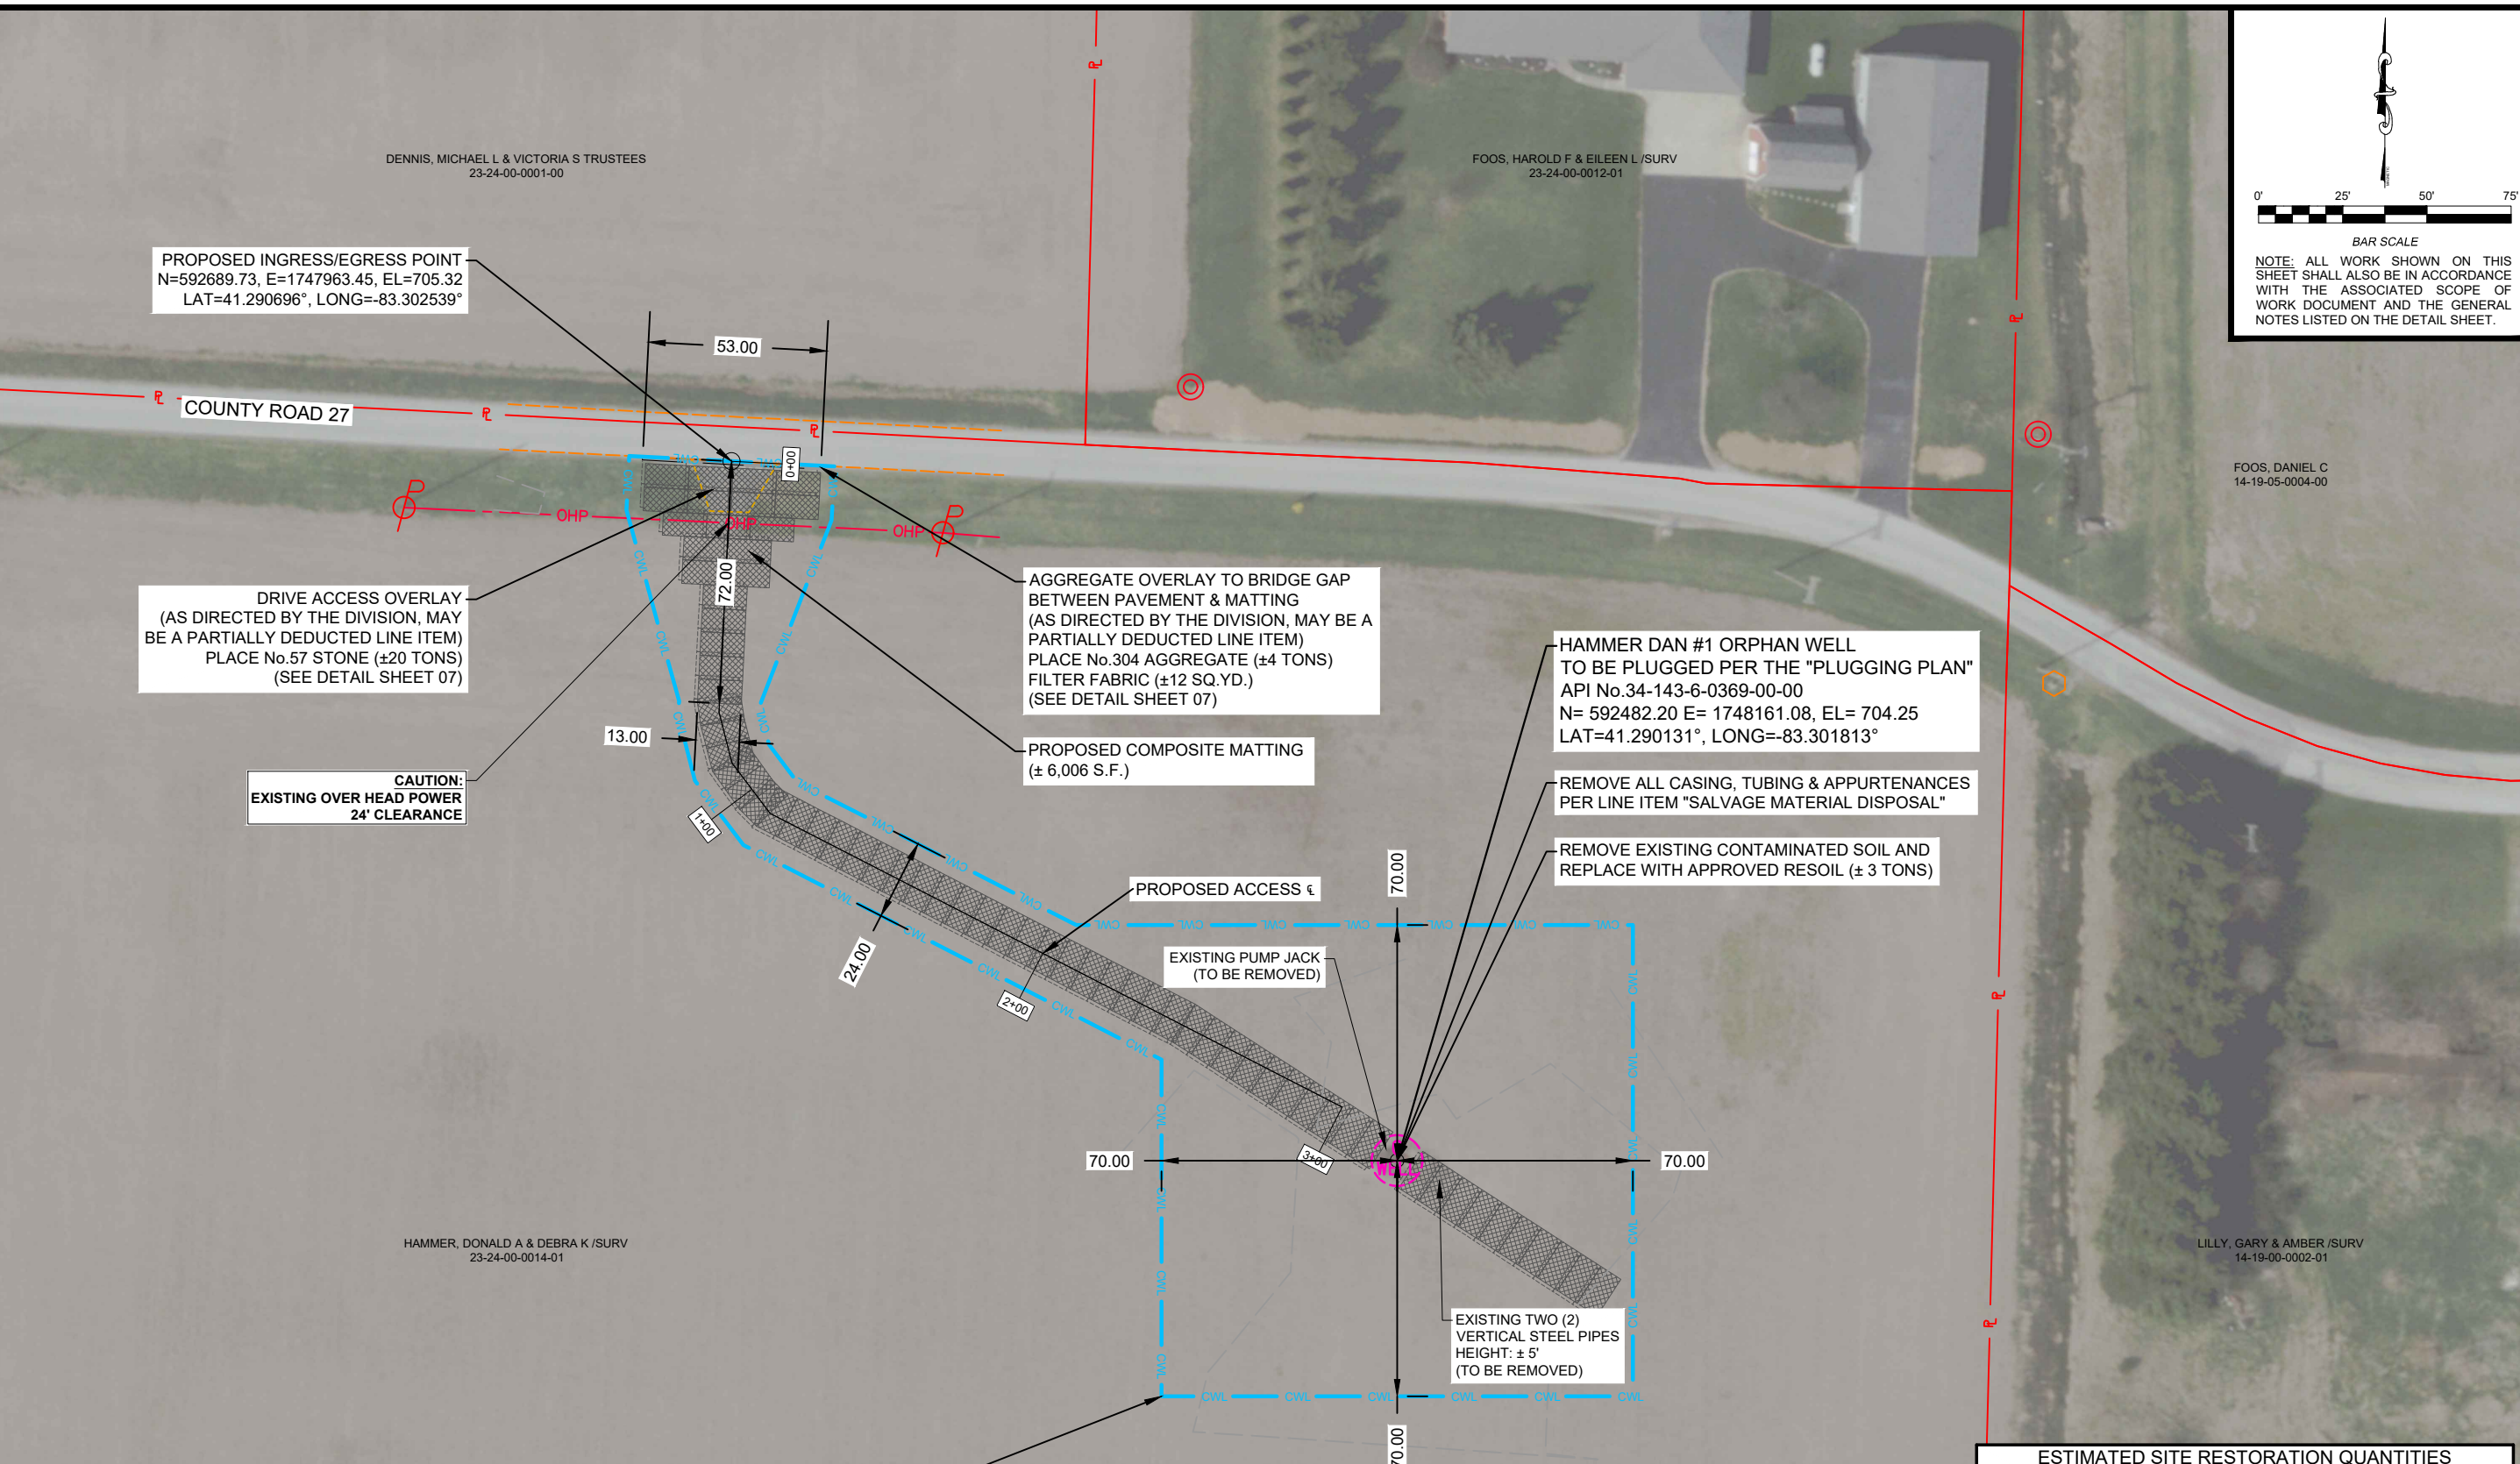 DENNIS, MICHAEL L & VICTORIA S TRUSTEES
23-24-00-0001-00
FOOS, HAROLD F & EILEEN L /SURV
23-24-00-0012-01
0' 25' 50' 75'
BAR SCALE
NOTE: ALL WORK SHOWN ON THIS
SHEET SHALL ALSO BE IN ACCORDANCE
WITH THE ASSOCIATED SCOPE OF
WORK DOCUMENT AND THE GENERAL
NOTES LISTED ON THE DETAIL SHEET.
PROPOSED INGRESS/EGRESS POINT
N=592689.73, E=1747963.45, EL=705.32
LAT=41.290696°, LONG=-83.302539°
53.00
COUNTY ROAD 27
0+00
FOOS, DANIEL C
14-19-05-0004-00
OHP OHP OHP
DRIVE ACCESS OVERLAY
(AS DIRECTED BY THE DIVISION, MAY
BE A PARTIALLY DEDUCTED LINE ITEM)
PLACE No.57 STONE (±20 TONS)
(SEE DETAIL SHEET 07)
72.00
AGGREGATE OVERLAY TO BRIDGE GAP
BETWEEN PAVEMENT & MATTING
(AS DIRECTED BY THE DIVISION, MAY BE A
PARTIALLY DEDUCTED LINE ITEM)
PLACE No.304 AGGREGATE (±4 TONS)
FILTER FABRIC (±12 SQ.YD.)
(SEE DETAIL SHEET 07)
HAMMER DAN #1 ORPHAN WELL
TO BE PLUGGED PER THE "PLUGGING PLAN"
API No.34-143-6-0369-00-00
N= 592482.20 E= 1748161.08, EL= 704.25
LAT=41.290131°, LONG=-83.301813°
13.00
PROPOSED COMPOSITE MATTING
(± 6,006 S.F.)
CAUTION:
EXISTING OVER HEAD POWER
24' CLEARANCE
REMOVE ALL CASING, TUBING & APPURTENANCES
PER LINE ITEM "SALVAGE MATERIAL DISPOSAL"
1+00
REMOVE EXISTING CONTAMINATED SOIL AND
REPLACE WITH APPROVED RESOIL (± 3 TONS)
70.00
PROPOSED ACCESS ℄
24.00
EXISTING PUMP JACK
(TO BE REMOVED)
2+00
3+00
70.00
WELL
70.00
HAMMER, DONALD A & DEBRA K /SURV
23-24-00-0014-01
LILLY, GARY & AMBER /SURV
14-19-00-0002-01
EXISTING TWO (2)
VERTICAL STEEL PIPES
HEIGHT: ± 5'
(TO BE REMOVED)
CWL CWL CWL CWL CWL CWL
70.00
ESTIMATED SITE RESTORATION QUANTITIES